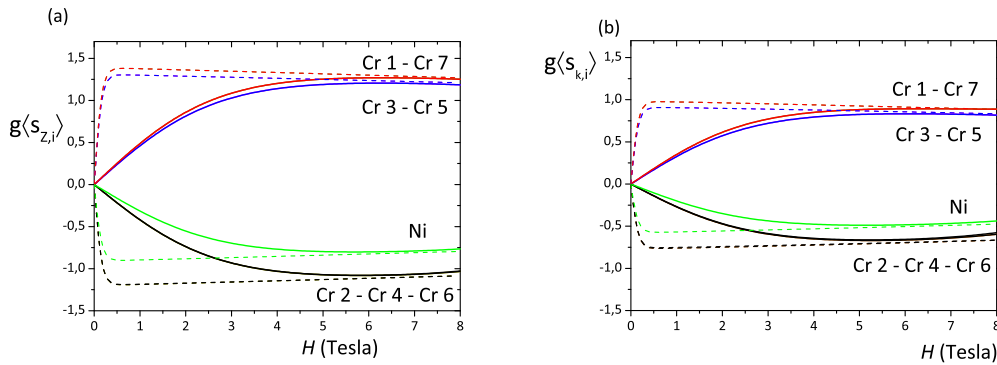 (a)
1,5
1,0
0,5
0,0
-0,5
-1,0
-1,5
g⟨s_{Z,i}⟩
Cr 1 - Cr 7
Cr 3 - Cr 5
Ni
Cr 2 - Cr 4 - Cr 6
0 1 2 3 4 5 6 7 8
H (Tesla)
(b)
g⟨s_{k,i}⟩
1,5
1,0
0,5
0,0
-0,5
-1,0
-1,5
Cr 1 - Cr 7
Cr 3 - Cr 5
Ni
Cr 2 - Cr 4 - Cr 6
0 1 2 3 4 5 6 7 8
H (Tesla)